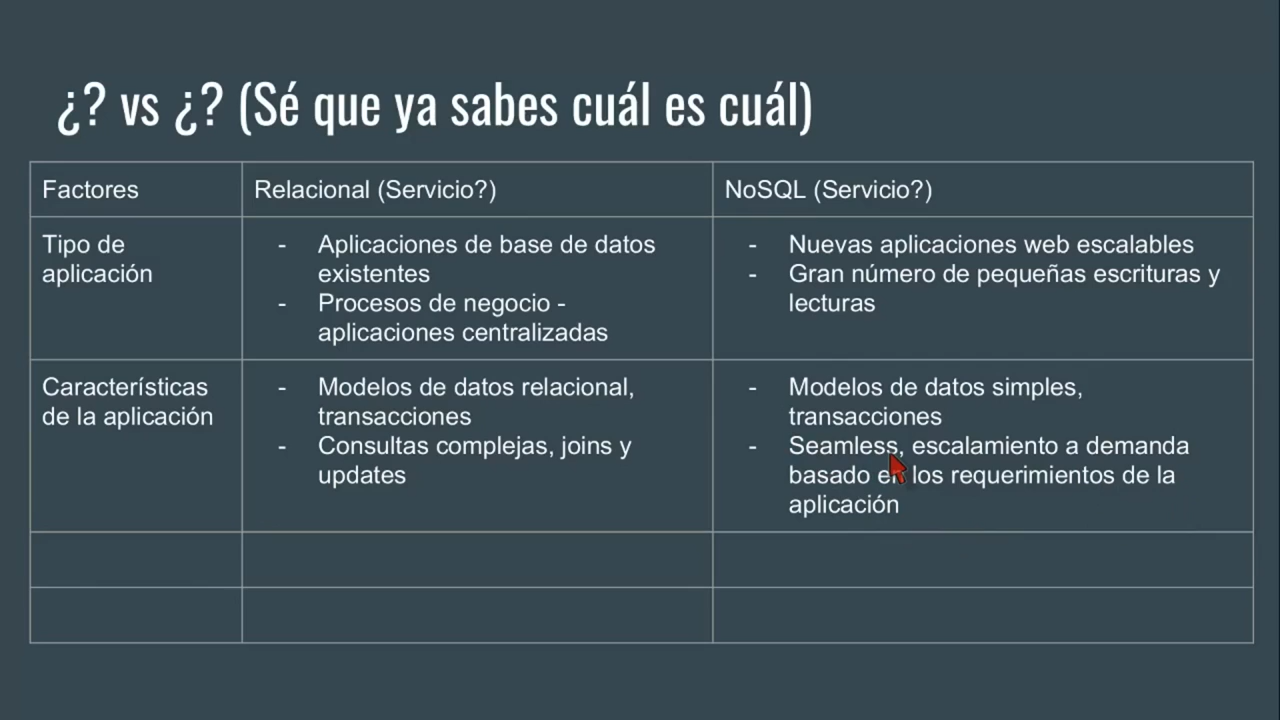 ¿? vs ¿? (Sé que ya sabes cuál es cuál)
Factores
Relacional (Servicio?)
NoSQL (Servicio?)
Tipo de
aplicación
- Aplicaciones de base de datos
existentes
- Procesos de negocio -
aplicaciones centralizadas
- Nuevas aplicaciones web escalables
- Gran número de pequeñas escrituras y
lecturas
Características
de la aplicación
- Modelos de datos relacional,
transacciones
- Consultas complejas, joins y
updates
- Modelos de datos simples,
transacciones
- Seamless, escalamiento a demanda
basado en los requerimientos de la
aplicación